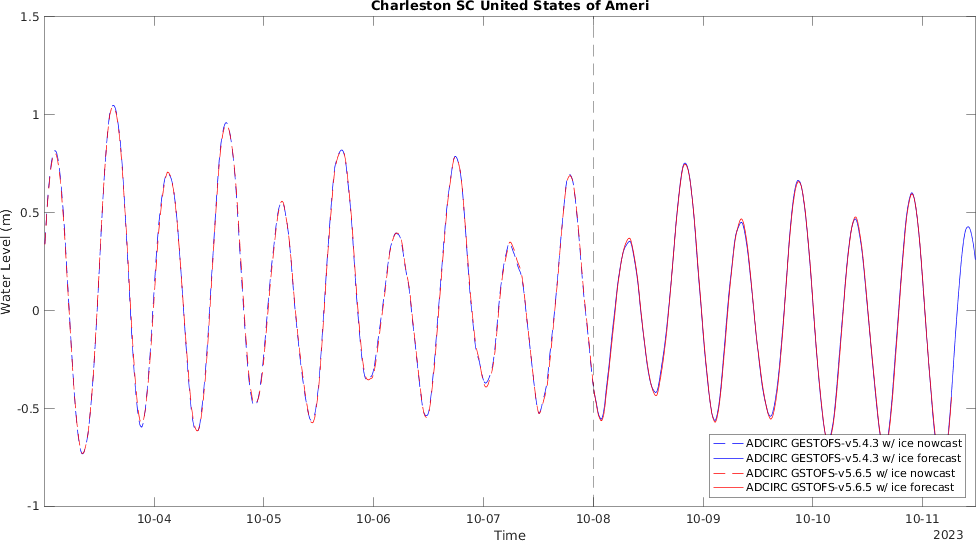 Charleston SC United States of Ameri
1.5
1
0.5
0
-0.5
-1
Water Level (m)
10-04
10-05
10-06
10-07
10-08
10-09
10-10
10-11
Time
2023
ADCIRC GESTOFS-v5.4.3 w/ ice nowcast
ADCIRC GESTOFS-v5.4.3 w/ ice forecast
ADCIRC GSTOFS-v5.6.5 w/ ice nowcast
ADCIRC GSTOFS-v5.6.5 w/ ice forecast